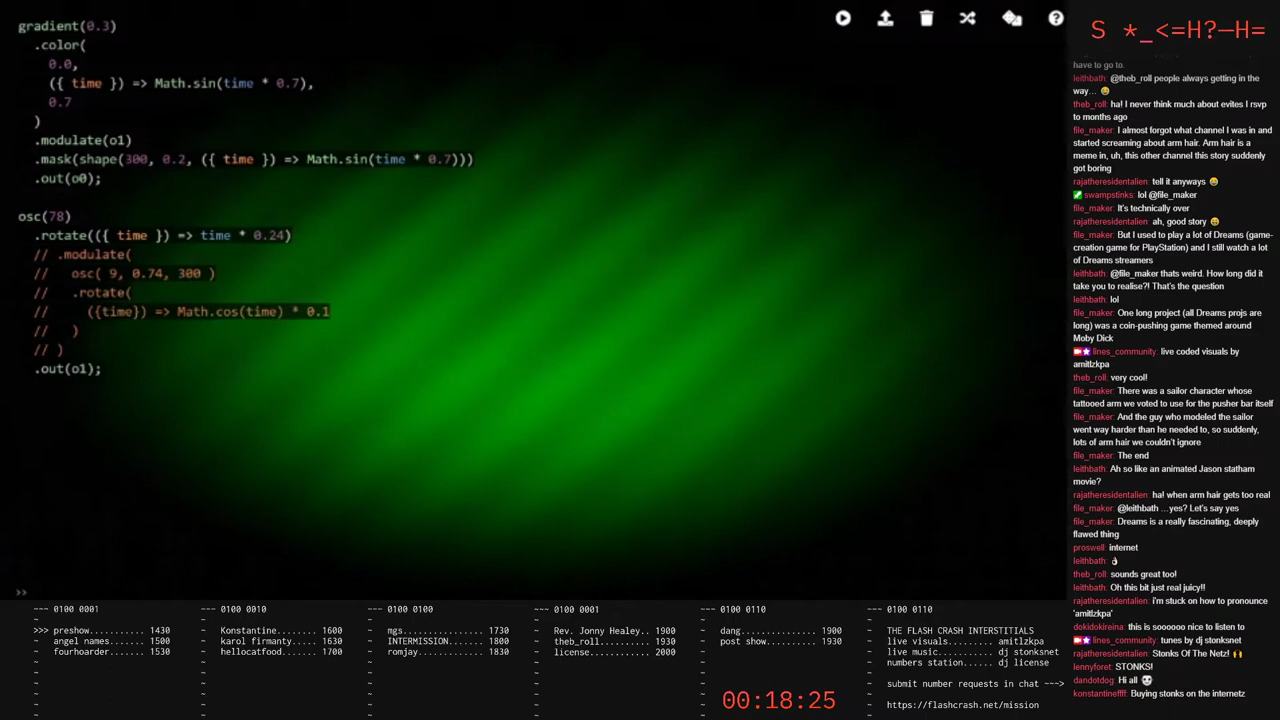 gradient(0.3)
.color(
0.0,
({ time }) => Math.sin(time * 0.7),
0.7
)
.modulate(o1)
.mask(shape(300, 0.2, ({ time }) => Math.sin(time * 0.7)))
.out(o0);
osc(78)
.rotate(({ time }) => time * 0.24)
// .modulate(
// osc( 9, 0.74, 300 )
// .rotate(
// ({time}) => Math.cos(time) * 0.1
// )
// )
.out(o1);
>>
S *_<=H?—H=
have to go to.
leithbath: @theb_roll people always getting in the
way… 😅
theb_roll: ha! I never think much about evites I rsvp
to months ago
file_maker: I almost forgot what channel I was in and
started screaming about arm hair. Arm hair is a
meme in, uh, this other channel this story suddenly
got boring
rajatheresidentalien: tell it anyways 😂
swampstinks: lol @file_maker
file_maker: It's technically over
rajatheresidentalien: ah, good story 😄
file_maker: But I used to play a lot of Dreams (game-
creation game for PlayStation) and I still watch a lot
of Dreams streamers
leithbath: @file_maker thats weird. How long did it
take you to realise?! That's the question
leithbath: lol
file_maker: One long project (all Dreams projs are
long) was a coin-pushing game themed around
Moby Dick
lines_community: live coded visuals by
amitlzkpa
theb_roll: very cool!
file_maker: There was a sailor character whose
tattooed arm we voted to use for the pusher bar itself
file_maker: And the guy who modeled the sailor
went way harder than he needed to, so suddenly,
lots of arm hair we couldn't ignore
file_maker: The end
leithbath: Ah so like an animated Jason statham
movie?
rajatheresidentalien: ha! when arm hair gets too real
file_maker: @leithbath …yes? Let's say yes
file_maker: Dreams is a really fascinating, deeply
flawed thing
proswell: internet
leithbath: 👌
theb_roll: sounds great too!
leithbath: Oh this bit just real juicy!!
rajatheresidentalien: i'm stuck on how to pronounce
'amitlzkpa'
dokidokireina: this is soooooo nice to listen to
lines_community: tunes by dj stonksnet
rajatheresidentalien: Stonks Of The Netz! 🙌
lennyforet: STONKS!
dandotdog: Hi all 💀
konstantineffff: Buying stonks on the internetz
~~~ 0100 0001
~
>>> preshow.......... 1430
~ angel names...... 1500
~ fourhoarder...... 1530
~
~
~
~
~~~ 0100 0010
~
~ Konstantine....... 1600
~ karol firmanty.... 1630
~ hellocatfood...... 1700
~
~
~
~
~~~ 0100 0100
~
~ mgs............... 1730
~ INTERMISSION...... 1800
~ romjay............ 1830
~
~
~
~
~~~ 0100 0001
~
~ Rev. Jonny Healey.. 1900
~ theb_roll.......... 1930
~ license............ 2000
~
~
~
~
~~~ 0100 0110
~
~ dang.............. 1900
~ post show......... 1930
~
~
~
~
~
00:18:25
~~~ 0100 0110
~
~ THE FLASH CRASH INTERSTITIALS
~ live visuals....... amitlzkpa
~ live music......... dj stonksnet
~ numbers station.... dj license
~
~ submit number requests in chat ~~~>
~
~ https://flashcrash.net/mission